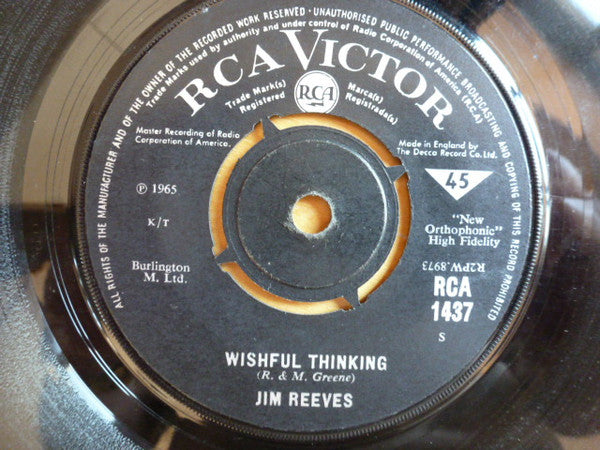 ALL RIGHTS OF THE MANUFACTURER AND OF THE OWNER OF THE RECORDED WORK RESERVED · UNAUTHORISED PUBLIC PERFORMANCE BROADCASTING AND COPYING OF THIS RECORD PROHIBITED
Trade Marks used by authority and under control of Radio Corporation of America (R.C.A)
RCA VICTOR
Trade Mark(s)
Registered
RCA
Marca(s)
Registrada(s)
Master Recording of Radio
Corporation of America.
Made in England by
The Decca Record Co. Ltd.
℗ 1965
45
K/T
"New
Orthophonic"
High Fidelity
Burlington
M. Ltd.
R2PW.8973
RCA
1437
S
WISHFUL THINKING
(R. & M. Greene)
JIM REEVES